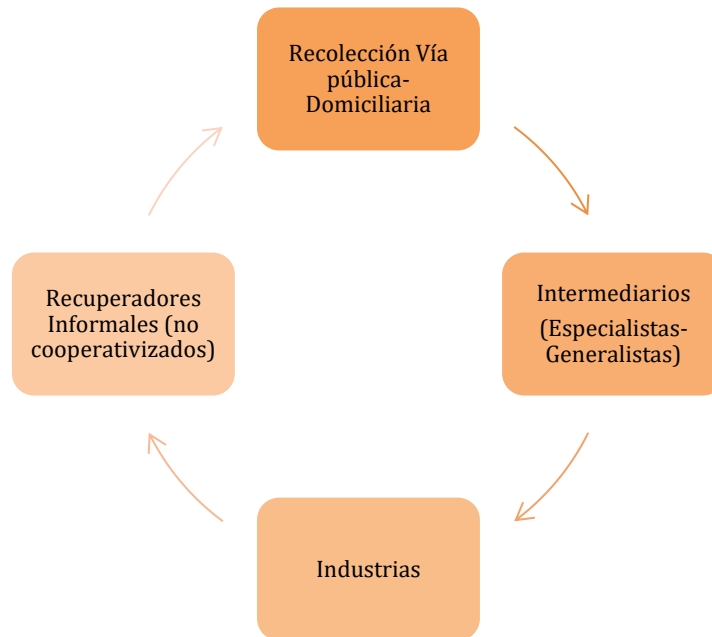 Recolección Vía
pública-
Domiciliaria
Intermediarios
(Especialistas-
Generalistas)
Industrias
Recuperadores
Informales (no
cooperativizados)